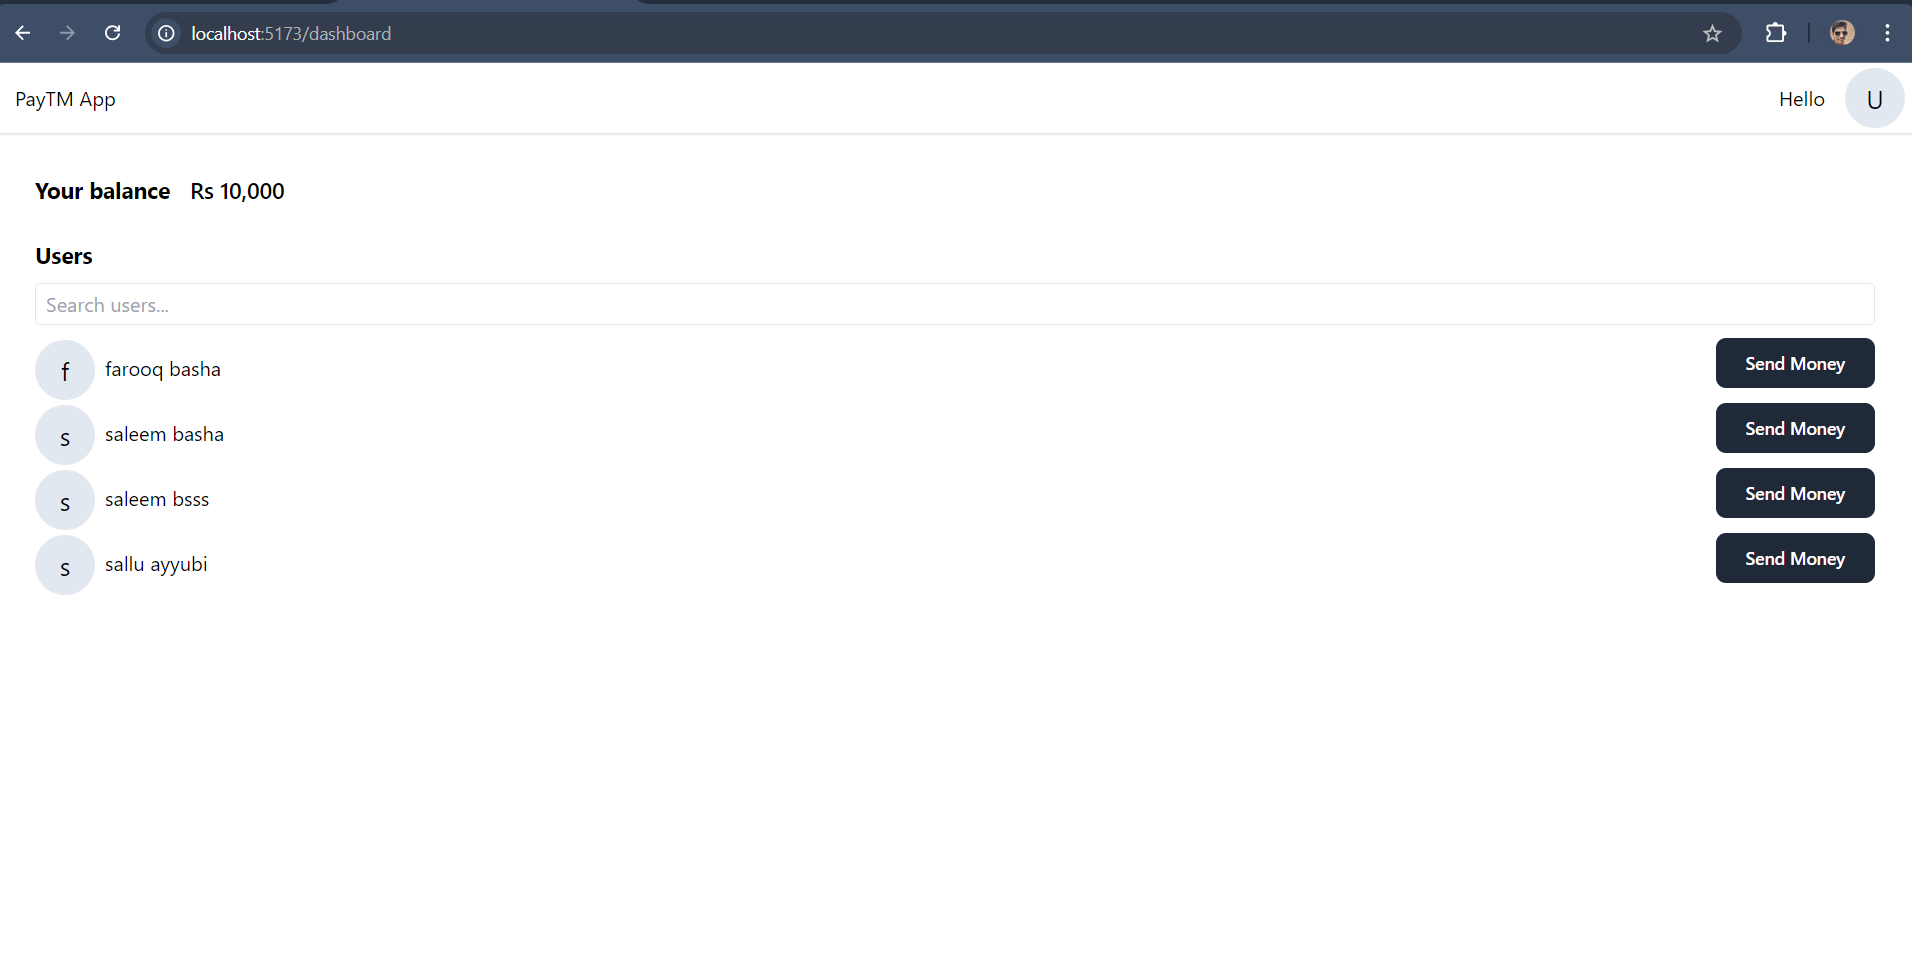 localhost:5173/dashboard
PayTM App
Hello
U
Your balance Rs 10,000
Users
Search users...
f farooq basha Send Money
s saleem basha Send Money
s saleem bsss Send Money
s sallu ayyubi Send Money